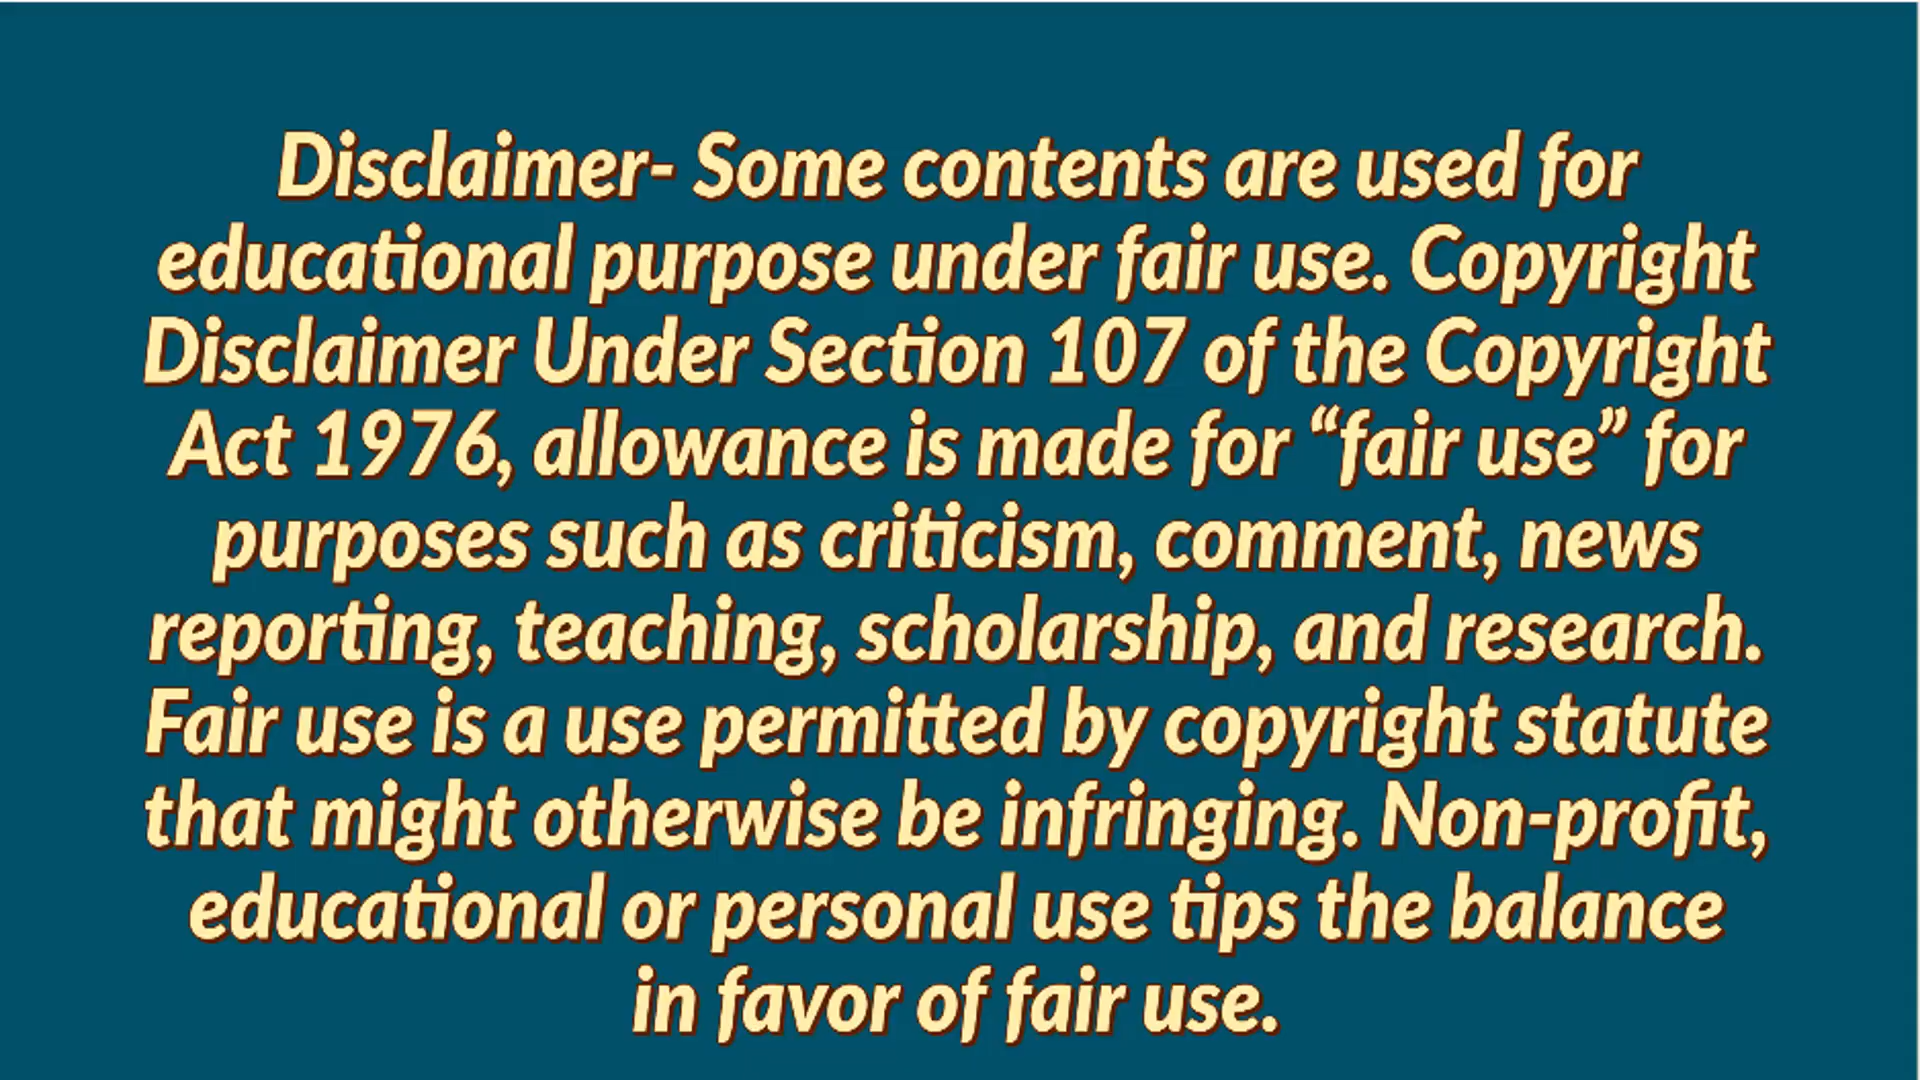 Disclaimer- Some contents are used for
educational purpose under fair use. Copyright
Disclaimer Under Section 107 of the Copyright
Act 1976, allowance is made for “fair use” for
purposes such as criticism, comment, news
reporting, teaching, scholarship, and research.
Fair use is a use permitted by copyright statute
that might otherwise be infringing. Non-profit,
educational or personal use tips the balance
in favor of fair use.